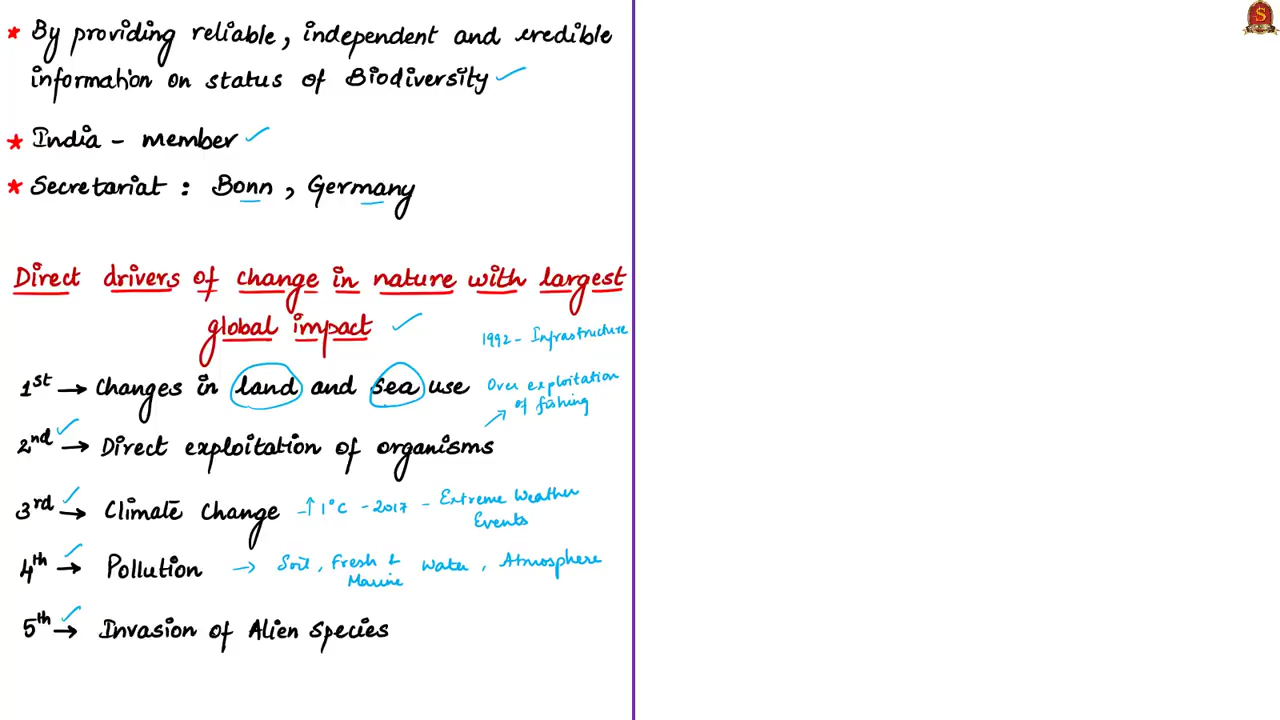 * By providing reliable, independent and credible
information on status of Biodiversity ✓
* India - member ✓
* Secretariat : Bonn, Germany
Direct drivers of change in nature with largest
global impact ✓
1992 - Infrastructure
1st → Changes in land and sea use
Over exploitation
of fishing
2nd → Direct exploitation of organisms
3rd → Climate change - ↑ 1°C - 2017 - Extreme Weather
Events
4th → Pollution → Soil, Fresh & Marine Water, Atmosphere
5th → Invasion of Alien Species
S